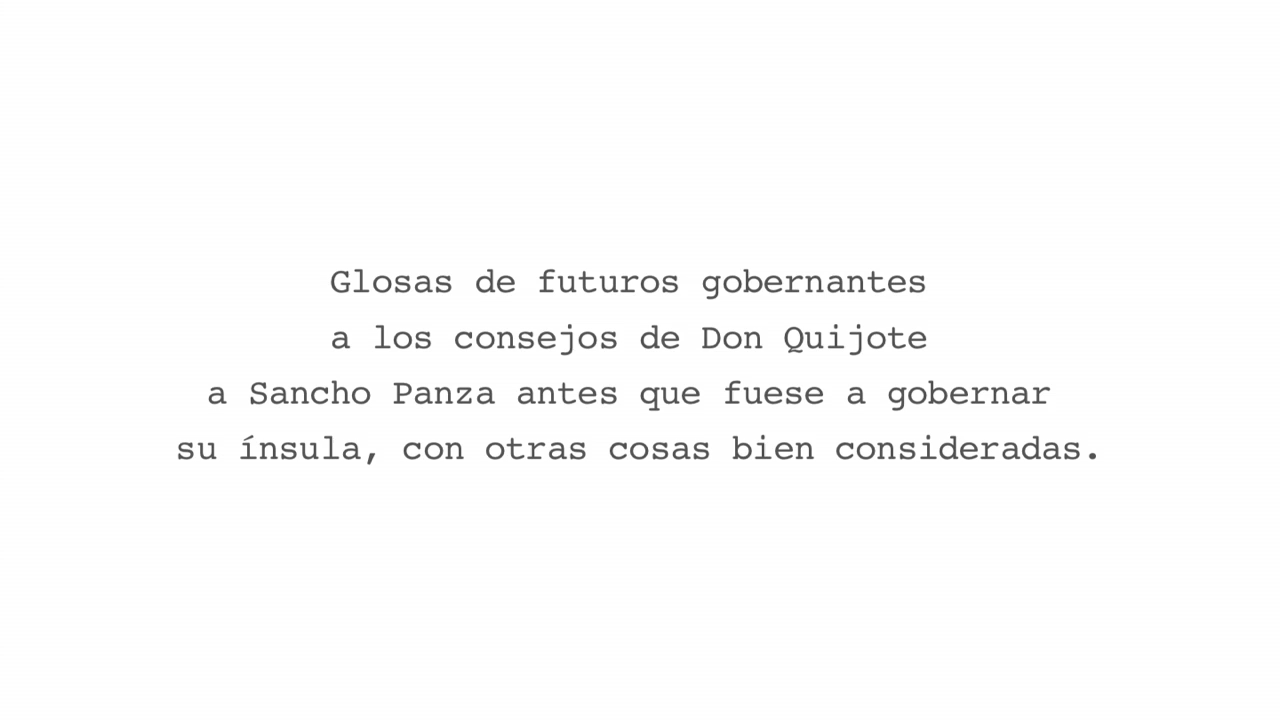 Glosas de futuros gobernantes
a los consejos de Don Quijote
a Sancho Panza antes que fuese a gobernar
su ínsula, con otras cosas bien consideradas.